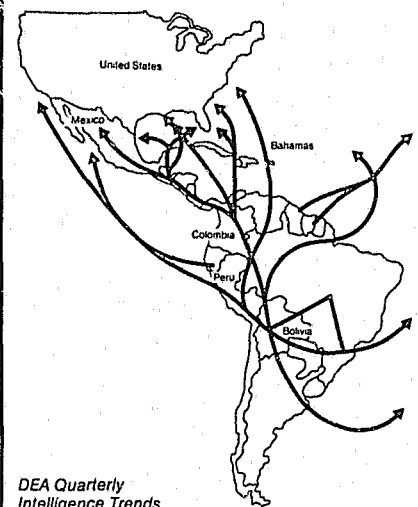 United States
Mexico
Bahamas
Colombia
Peru
Bolivia
DEA Quarterly
Intelligence Trends